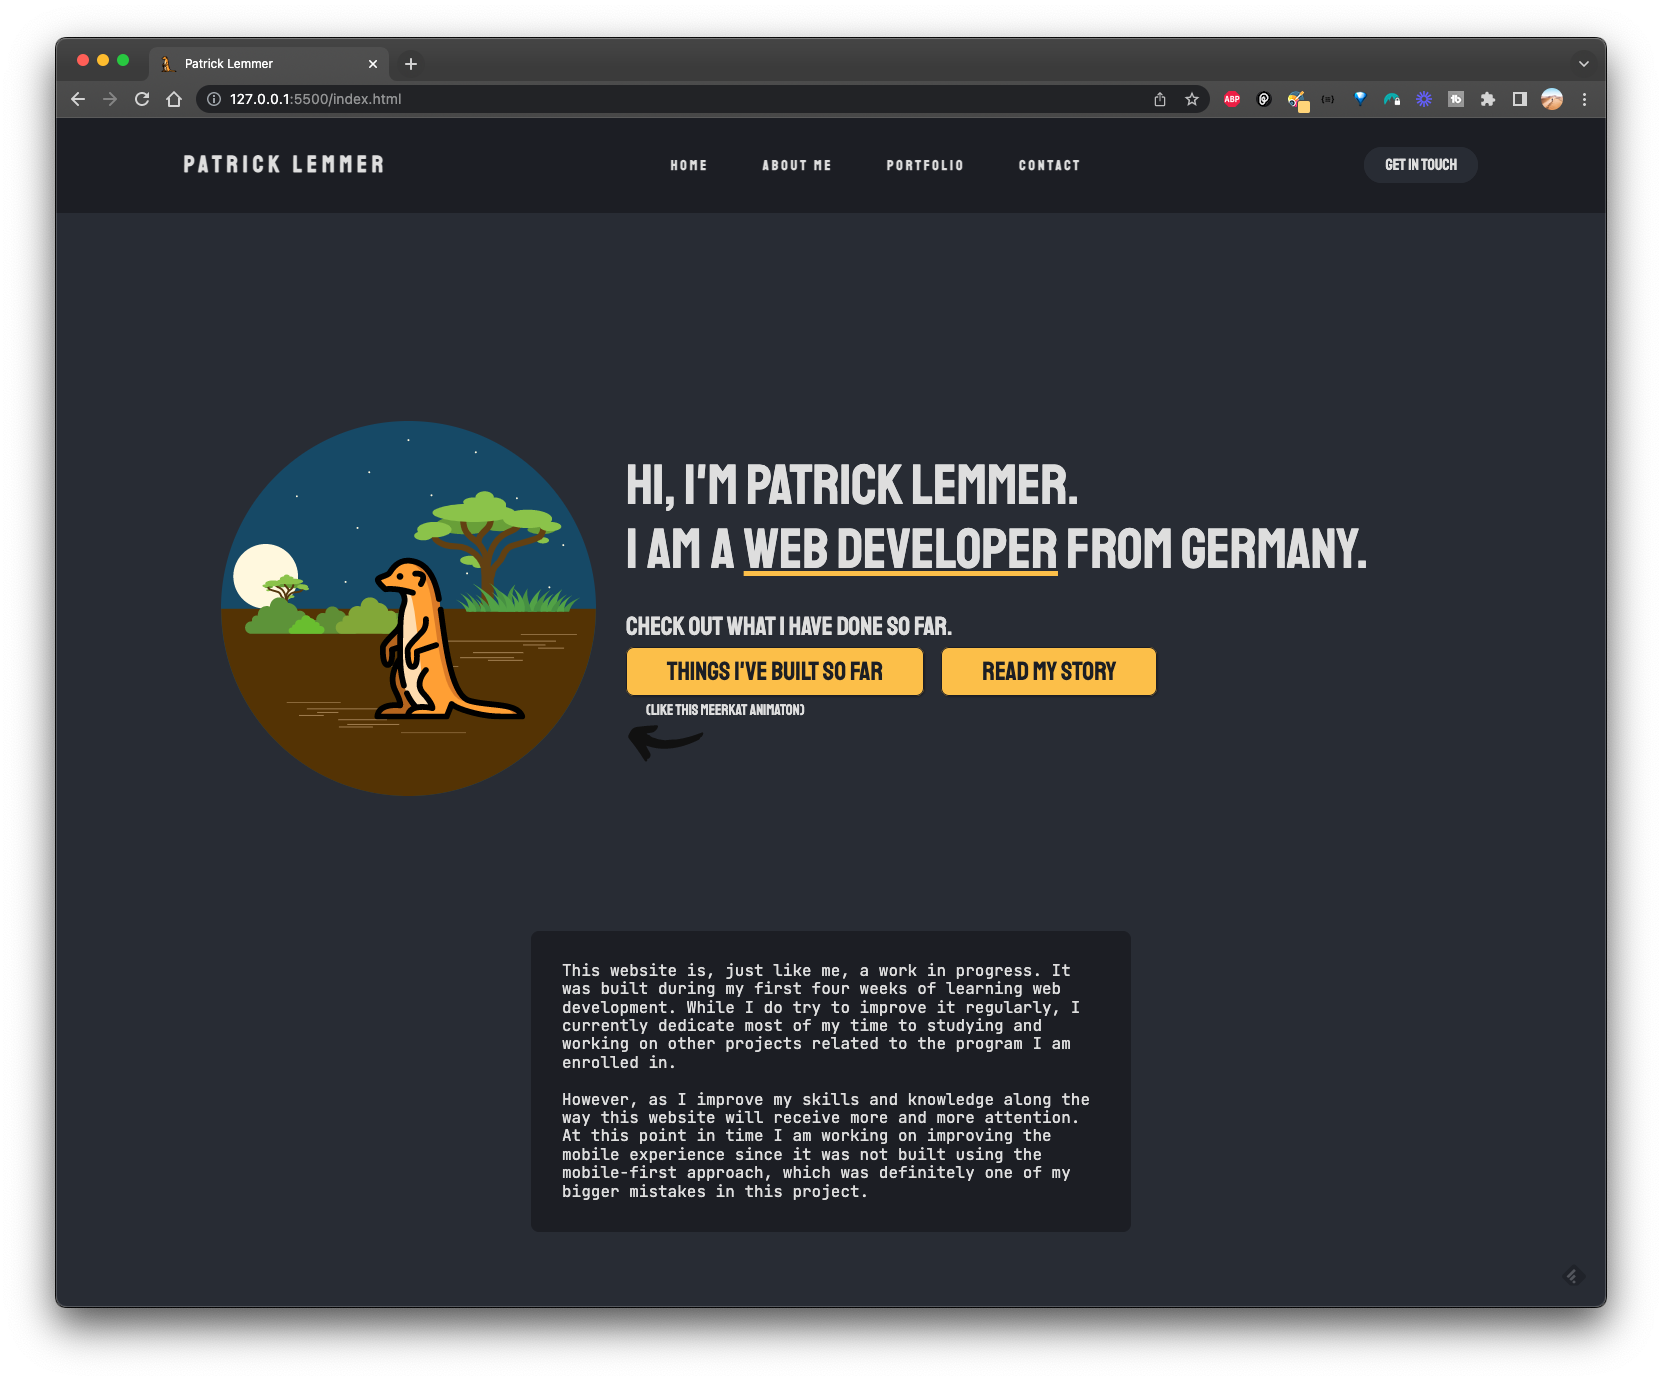 Patrick Lemmer
127.0.0.1:5500/index.html
ABP
PATRICK LEMMER
HOME
ABOUT ME
PORTFOLIO
CONTACT
GET IN TOUCH
HI, I'M PATRICK LEMMER.
I AM A WEB DEVELOPER FROM GERMANY.
CHECK OUT WHAT I HAVE DONE SO FAR.
THINGS I'VE BUILT SO FAR
READ MY STORY
(LIKE THIS MEERKAT ANIMATON)
This website is, just like me, a work in progress. It
was built during my first four weeks of learning web
development. While I do try to improve it regularly, I
currently dedicate most of my time to studying and
working on other projects related to the program I am
enrolled in.
However, as I improve my skills and knowledge along the
way this website will receive more and more attention.
At this point in time I am working on improving the
mobile experience since it was not built using the
mobile-first approach, which was definitely one of my
bigger mistakes in this project.